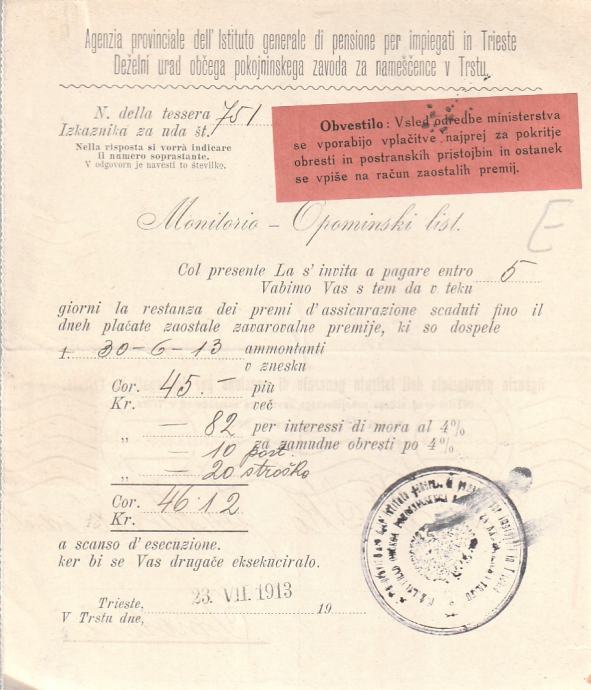 Agenzia provinciale dell' Istituto generale di pensione per impiegati in Trieste
Deželni urad občega pokojninskega zavoda za nameščence v Trstu.
N. della tessera 751
Izkaznika za uda št.
Nella risposta si vorrà indicare
il numero soprastante.
V odgovorn je navesti to številko.
Obvestilo: Vsled odredbe ministerstva
se vporabijo vplačitve najprej za pokritje
obresti in postranskih pristojbin in ostanek
se vpiše na račun zaostalih premij.
Monitorio - Opominski list.
E
Col presente La s' invita a pagare entro 5
Vabimo Vas s tem da v teku
giorni la restanza dei premi d'assicurazione scaduti fino il
dneh plačate zaostale zavarovalne premije, ki so dospele
30-6-13 ammontanti
v znesku
Cor. 45.— più
Kr. več
„ — 82 per interessi di mora al 4%
za zamudne obresti po 4%
— 10 post.
„ — 20 stroško
Cor. 46·12
Kr.
a scanso d' esecuzione.
ker bi se Vas drugače eksekuciralo.
Trieste, 23. VII. 1913 19
V Trstu dne,